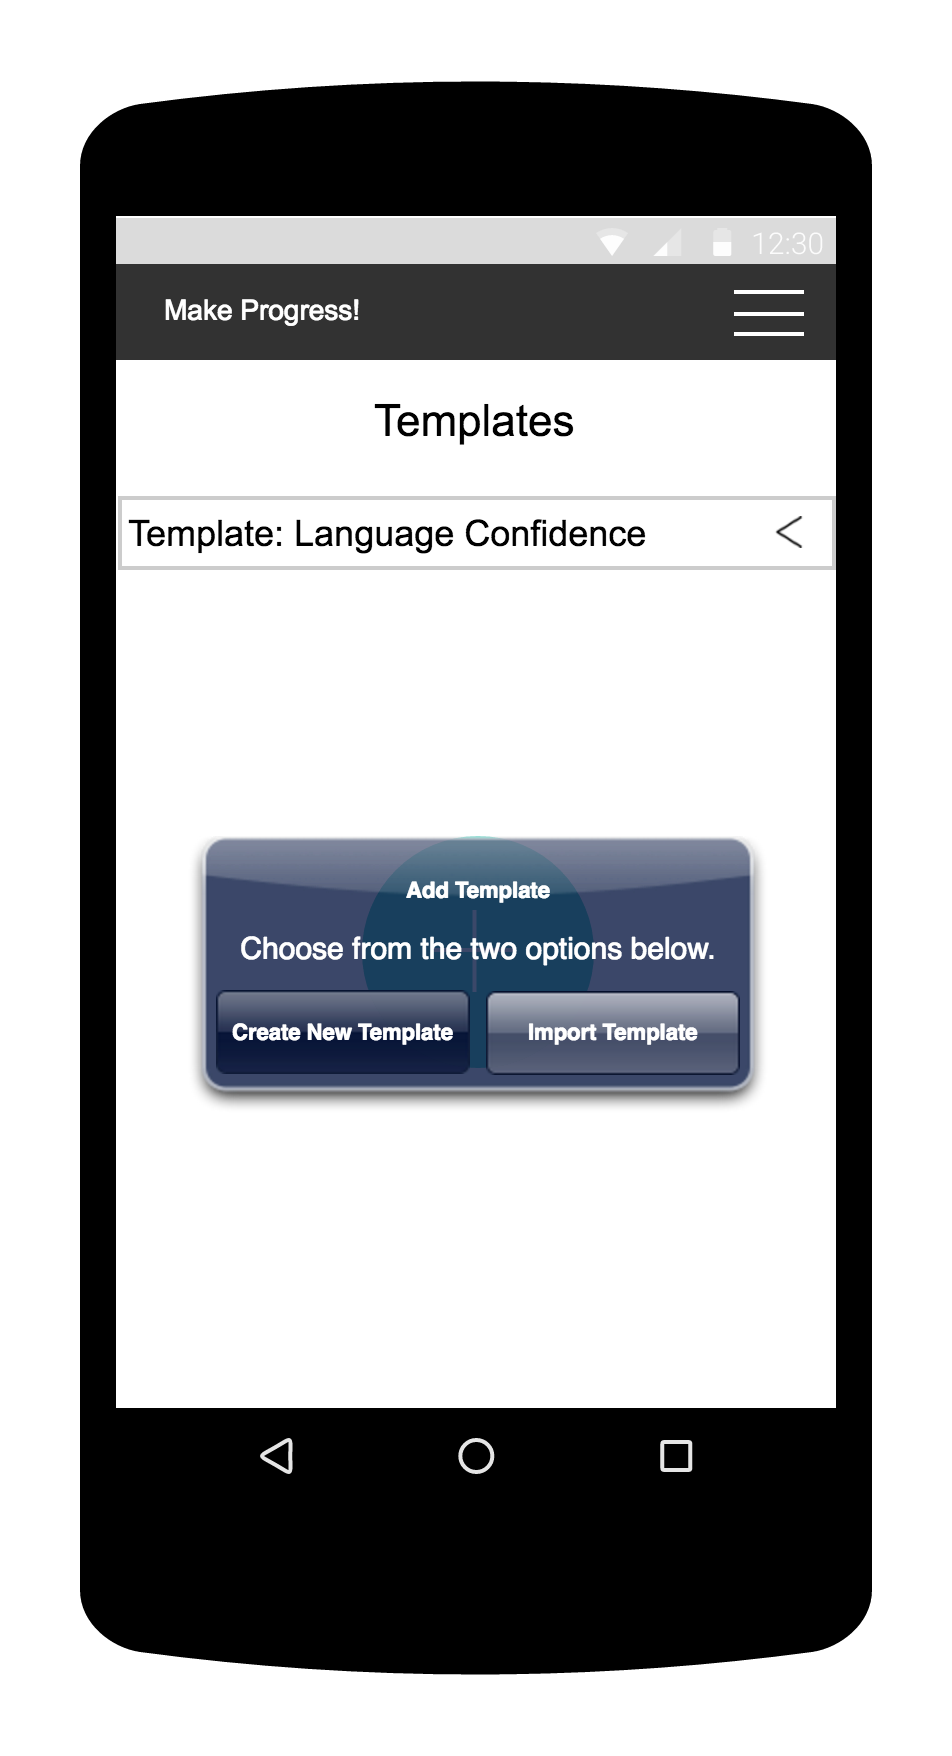 12:30
Make Progress!
Templates
Template: Language Confidence
Add Template
Choose from the two options below.
Create New Template
Import Template